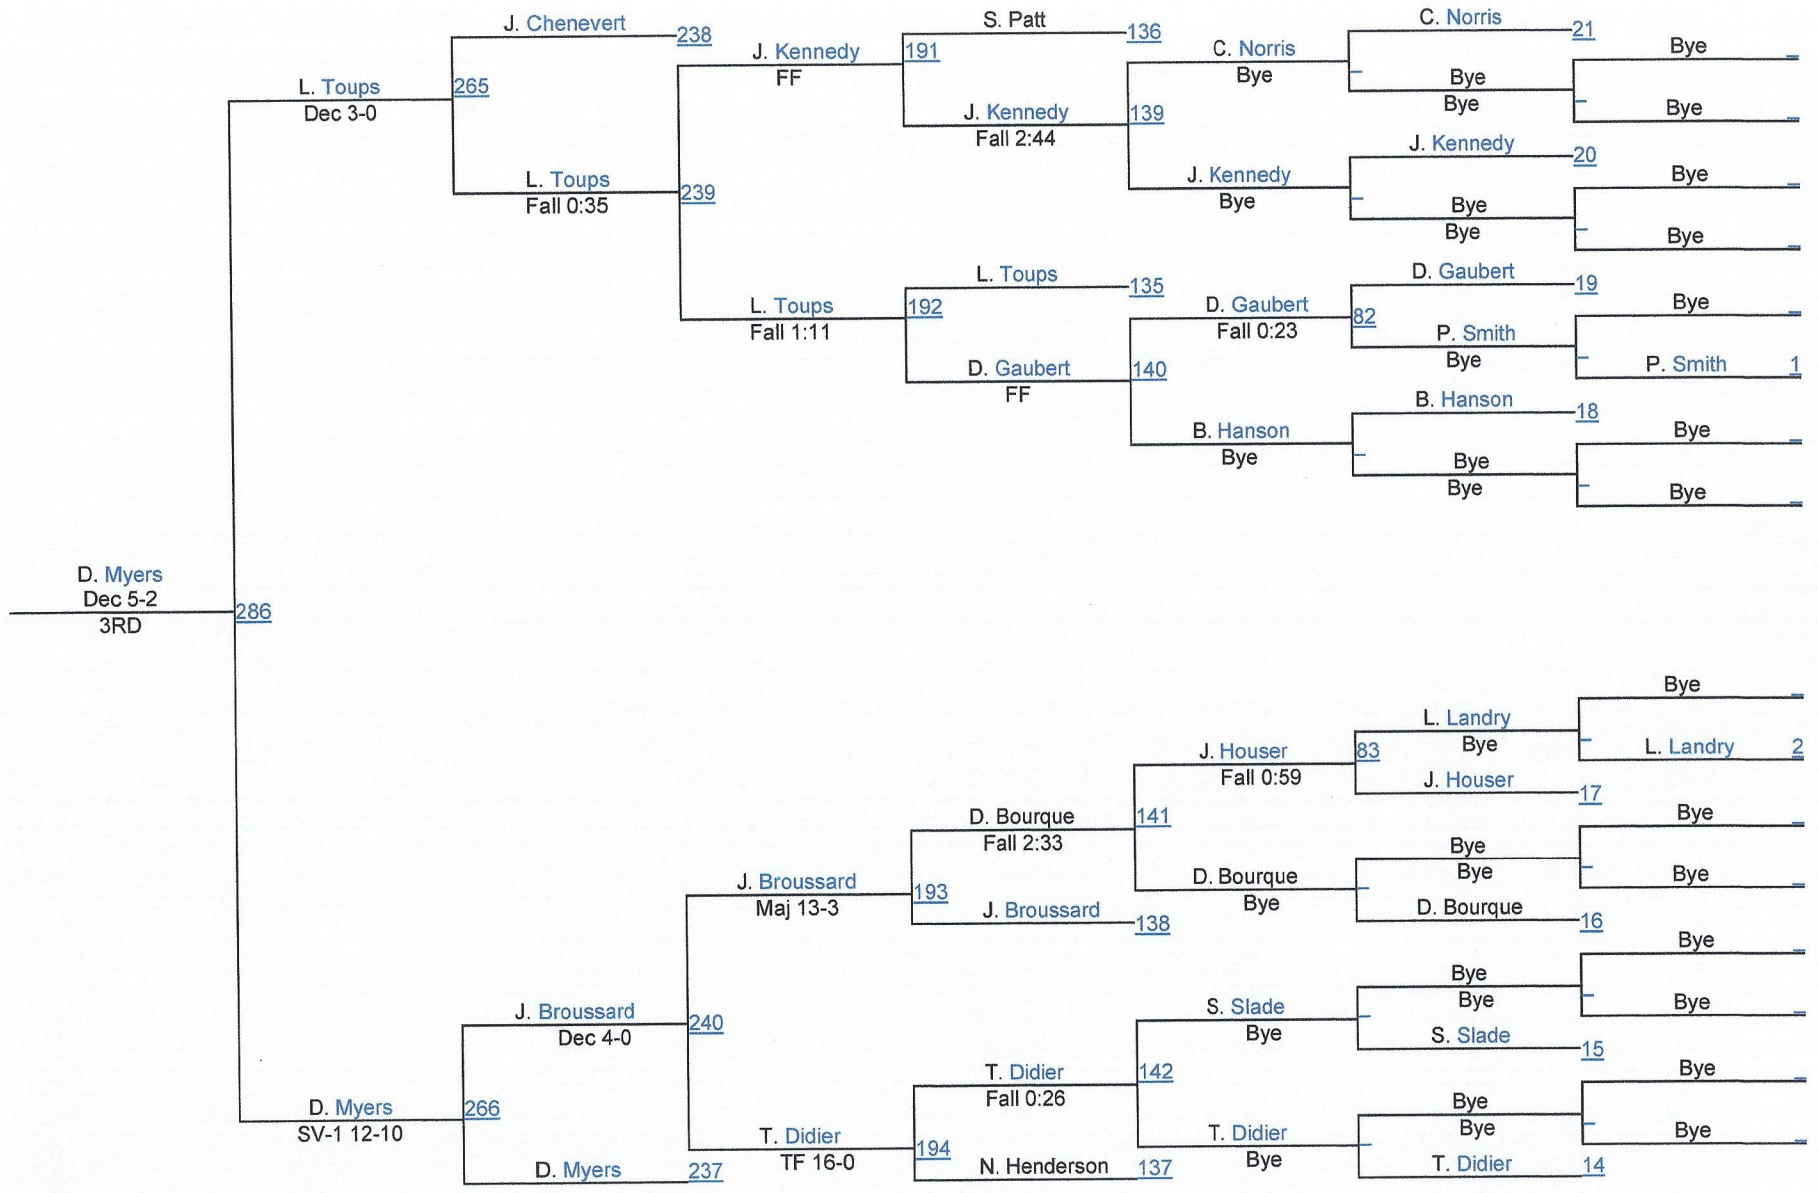 C. Norris
J. Chenevert
S. Patt
21
238
136
Bye
J. Kennedy
191
C. Norris
FF
Bye
Bye
L. Toups
265
Bye
Dec 3-0
J. Kennedy
139
Bye
Fall 2:44
J. Kennedy
20
L. Toups
239
J. Kennedy
Bye
Fall 0:35
Bye
Bye
Bye
Bye
L. Toups
135
D. Gaubert
19
L. Toups
192
D. Gaubert
82
Bye
Fall 1:11
Fall 0:23
P. Smith
Bye
D. Gaubert
140
P. Smith
1
FF
B. Hanson
18
B. Hanson
Bye
Bye
Bye
Bye
Bye
D. Myers
Dec 5-2
286
3RD
Bye
L. Landry
J. Houser
83
Bye
L. Landry
2
Fall 0:59
J. Houser
17
D. Bourque
141
Bye
Fall 2:33
Bye
Bye
J. Broussard
193
D. Bourque
Bye
Maj 13-3
Bye
J. Broussard
138
D. Bourque
16
Bye
Bye
J. Broussard
240
S. Slade
Bye
Bye
Dec 4-0
Bye
S. Slade
15
T. Didier
142
Bye
Fall 0:26
D. Myers
266
Bye
SV-1 12-10
Bye
T. Didier
194
T. Didier
Bye
TF 16-0
Bye
D. Myers
237
N. Henderson
137
T. Didier
14